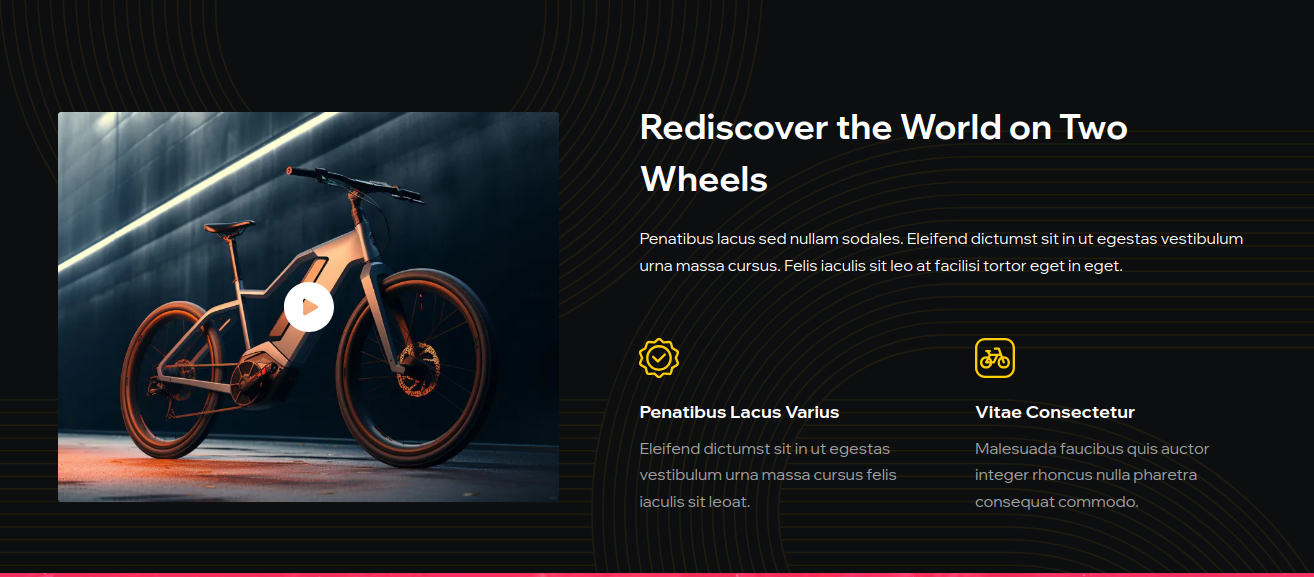 Rediscover the World on Two
Wheels
Penatibus lacus sed nullam sodales. Eleifend dictumst sit in ut egestas vestibulum
urna massa cursus. Felis iaculis sit leo at facilisi tortor eget in eget.
Penatibus Lacus Varius
Eleifend dictumst sit in ut egestas
vestibulum urna massa cursus felis
iaculis sit leoat.
Vitae Consectetur
Malesuada faucibus quis auctor
integer rhoncus nulla pharetra
consequat commodo.